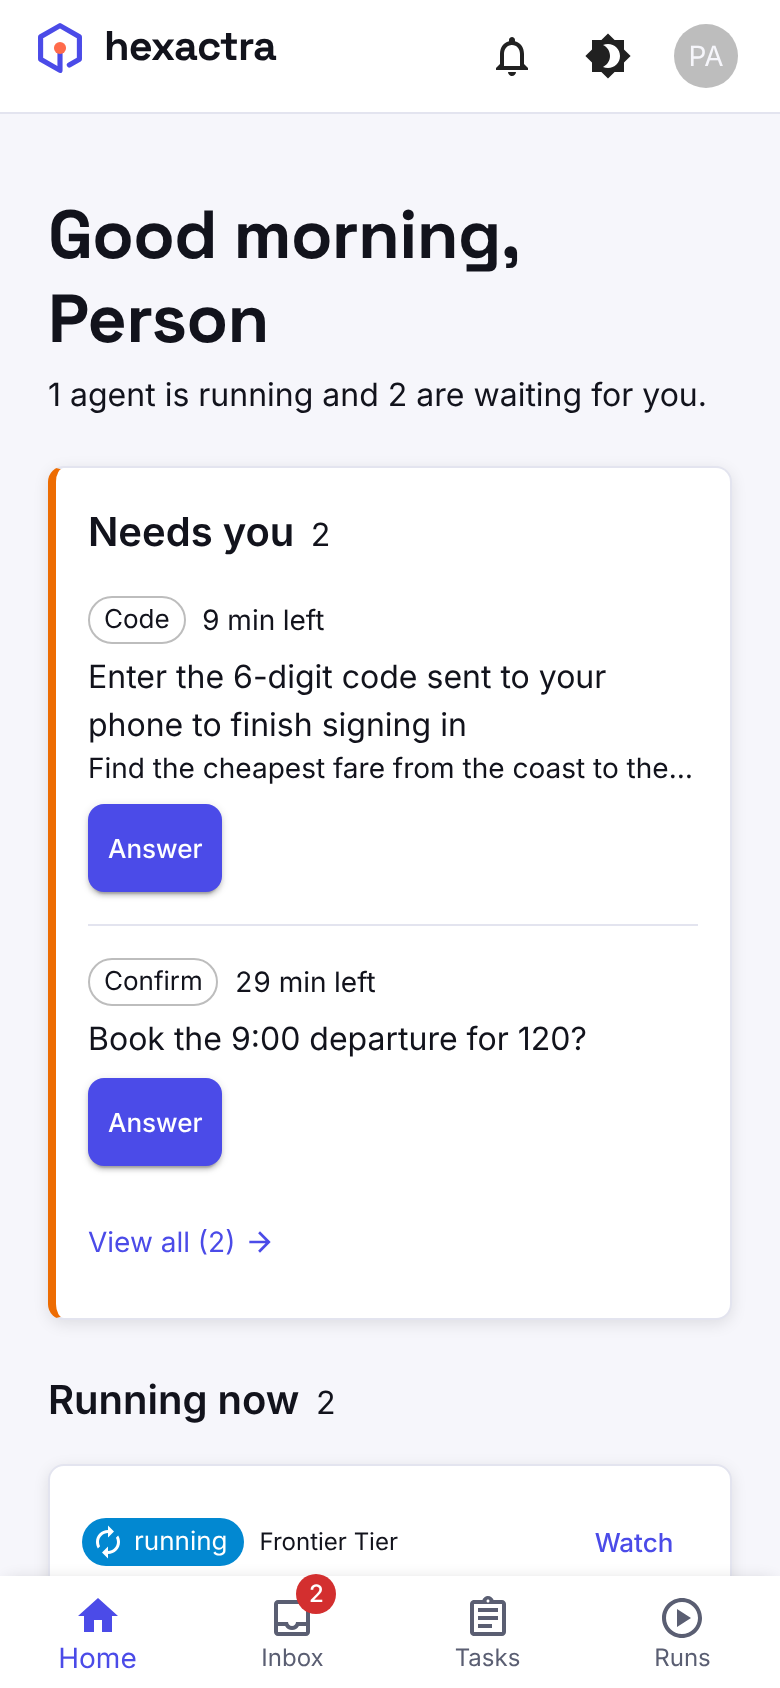 hexactra
PA
Good morning,
Person
1 agent is running and 2 are waiting for you.
Needs you 2
Code 9 min left
Enter the 6-digit code sent to your
phone to finish signing in
Find the cheapest fare from the coast to the...
Answer
Confirm 29 min left
Book the 9:00 departure for 120?
Answer
View all (2) →
Running now 2
running Frontier Tier Watch
2
Home Inbox Tasks Runs